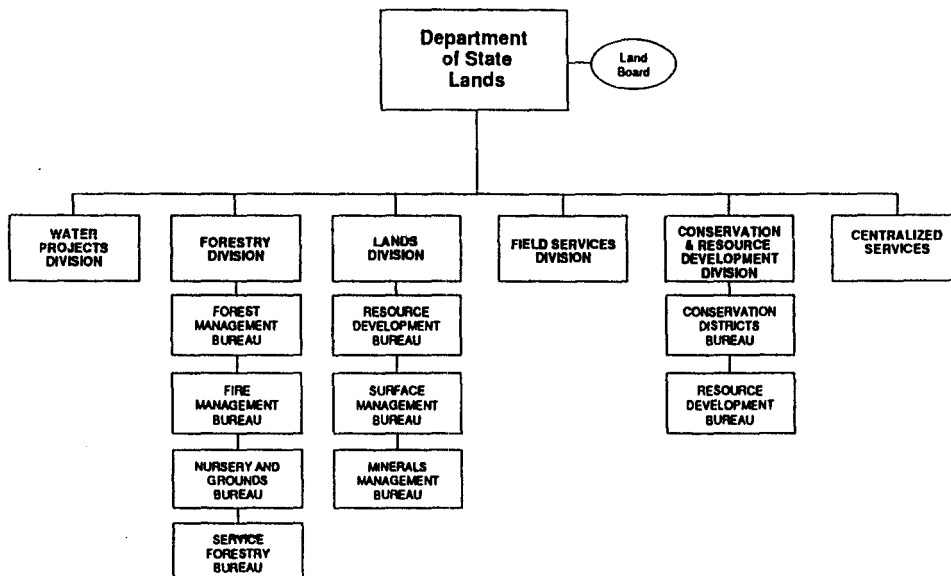 Department
of State
Lands
Land
Board
WATER
PROJECTS
DIVISION
FORESTRY
DIVISION
LANDS
DIVISION
FIELD SERVICES
DIVISION
CONSERVATION
& RESOURCE
DEVELOPMENT
DIVISION
CENTRALIZED
SERVICES
FOREST
MANAGEMENT
BUREAU
RESOURCE
DEVELOPMENT
BUREAU
CONSERVATION
DISTRICTS
BUREAU
FIRE
MANAGEMENT
BUREAU
SURFACE
MANAGEMENT
BUREAU
RESOURCE
DEVELOPMENT
BUREAU
NURSERY AND
GROUNDS
BUREAU
MINERALS
MANAGEMENT
BUREAU
SERVICE
FORESTRY
BUREAU